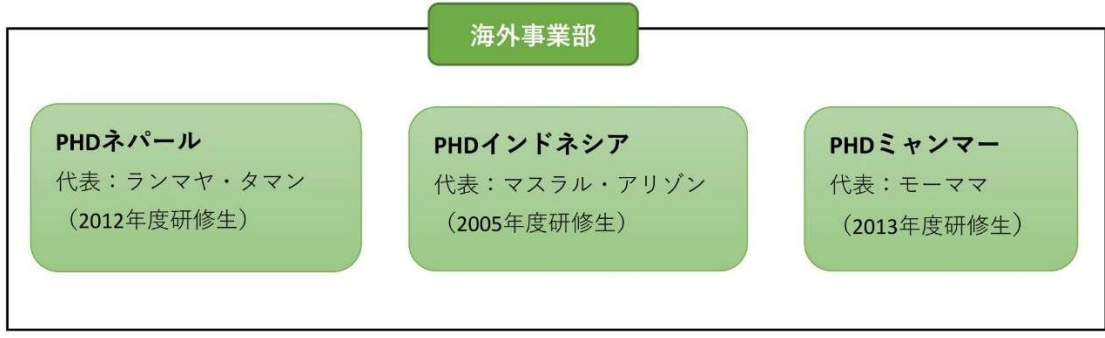 海外事業部
PHDネパール
代表：ランマヤ・タマン
（2012年度研修生）
PHDインドネシア
代表：マスラル・アリゾン
（2005年度研修生）
PHDミャンマー
代表：モーママ
（2013年度研修生）